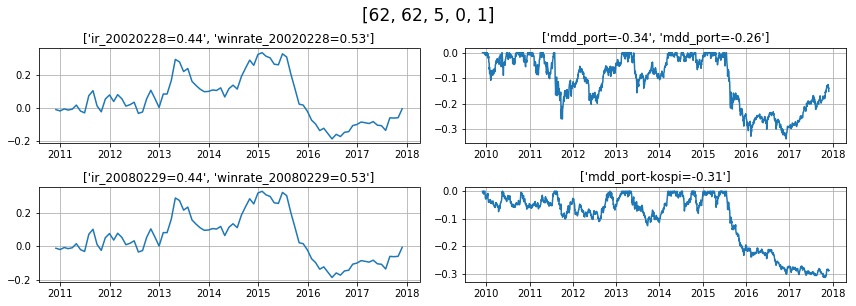 [62, 62, 5, 0, 1]
['ir_20020228=0.44', 'winrate_20020228=0.53']
0.2
0.0
−0.2
2011 2012 2013 2014 2015 2016 2017 2018
['mdd_port=-0.34', 'mdd_port=-0.26']
0.0
−0.1
−0.2
−0.3
2010 2011 2012 2013 2014 2015 2016 2017 2018
['ir_20080229=0.44', 'winrate_20080229=0.53']
0.2
0.0
−0.2
2011 2012 2013 2014 2015 2016 2017 2018
['mdd_port-kospi=-0.31']
0.0
−0.1
−0.2
−0.3
2010 2011 2012 2013 2014 2015 2016 2017 2018